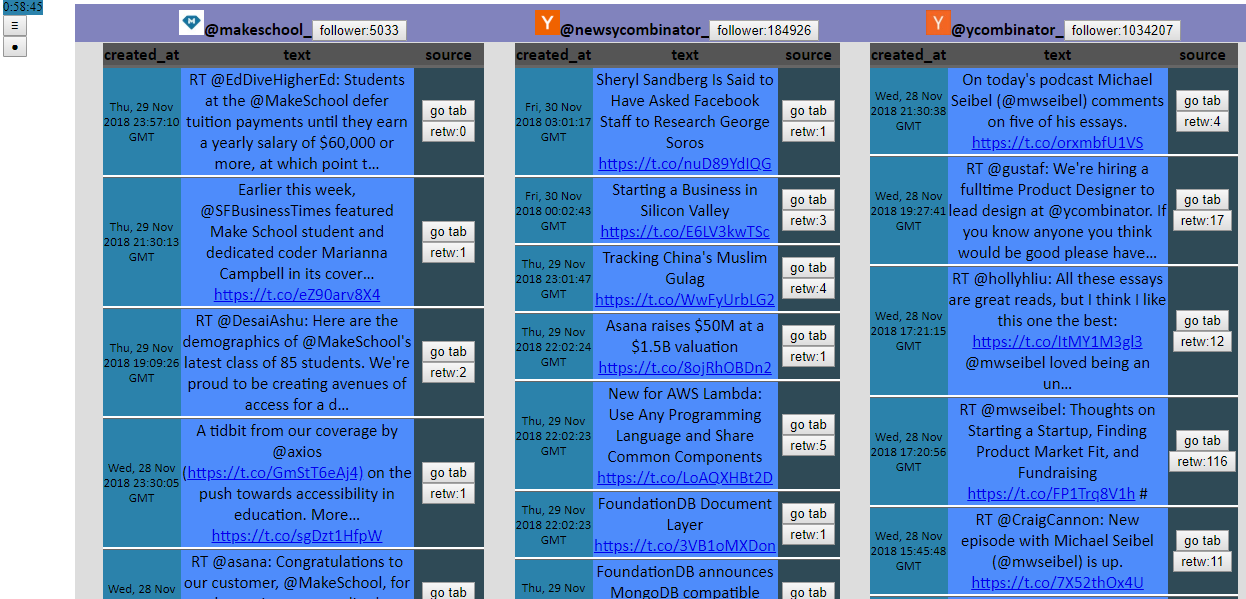 0:58:45
≡
●
@makeschool_ follower:5033
created_at text source
Thu, 29 Nov
2018 23:57:10
GMT
RT @EdDiveHigherEd: Students
at the @MakeSchool defer
tuition payments until they earn
a yearly salary of $60,000 or
more, at which point t...
go tab
retw:0
Thu, 29 Nov
2018 21:30:13
GMT
Earlier this week,
@SFBusinessTimes featured
Make School student and
dedicated coder Marianna
Campbell in its cover...
https://t.co/eZ90arv8X4
go tab
retw:1
Thu, 29 Nov
2018 19:09:26
GMT
RT @DesaiAshu: Here are the
demographics of @MakeSchool's
latest class of 85 students. We're
proud to be creating avenues of
access for a d...
go tab
retw:2
Wed, 28 Nov
2018 23:30:05
GMT
A tidbit from our coverage by
@axios
(https://t.co/GmStT6eAj4) on the
push towards accessibility in
education. More...
https://t.co/sgDzt1HfpW
go tab
retw:1
Wed, 28 Nov
RT @asana: Congratulations to
our customer, @MakeSchool, for
go tab
Y
@newsycombinator_ follower:184926
created_at text source
Fri, 30 Nov
2018 03:01:17
GMT
Sheryl Sandberg Is Said to
Have Asked Facebook
Staff to Research George
Soros
https://t.co/nuD89YdIQG
go tab
retw:1
Fri, 30 Nov
2018 00:02:43
GMT
Starting a Business in
Silicon Valley
https://t.co/E6LV3kwTSc
go tab
retw:3
Thu, 29 Nov
2018 23:01:47
GMT
Tracking China's Muslim
Gulag
https://t.co/WwFyUrbLG2
go tab
retw:4
Thu, 29 Nov
2018 22:02:24
GMT
Asana raises $50M at a
$1.5B valuation
https://t.co/8ojRhOBDn2
go tab
retw:1
Thu, 29 Nov
2018 22:02:23
GMT
New for AWS Lambda:
Use Any Programming
Language and Share
Common Components
https://t.co/LoAQXHBt2D
go tab
retw:5
Thu, 29 Nov
2018 22:02:23
GMT
FoundationDB Document
Layer
https://t.co/3VB1oMXDon
go tab
retw:1
Thu, 29 Nov
FoundationDB announces
MongoDB compatible
go tab
Y
@ycombinator_ follower:1034207
created_at text source
Wed, 28 Nov
2018 21:30:38
GMT
On today's podcast Michael
Seibel (@mwseibel) comments
on five of his essays.
https://t.co/orxmbfU1VS
go tab
retw:4
Wed, 28 Nov
2018 19:27:41
GMT
RT @gustaf: We're hiring a
fulltime Product Designer to
lead design at @ycombinator. If
you know anyone you think
would be good please have...
go tab
retw:17
Wed, 28 Nov
2018 17:21:15
GMT
RT @hollyhliu: All these essays
are great reads, but I think I like
this one the best:
https://t.co/ItMY1M3gl3
@mwseibel loved being an
un...
go tab
retw:12
Wed, 28 Nov
2018 17:20:56
GMT
RT @mwseibel: Thoughts on
Starting a Startup, Finding
Product Market Fit, and
Fundraising
https://t.co/FP1Trq8V1h #
go tab
retw:116
Wed, 28 Nov
2018 15:45:48
GMT
RT @CraigCannon: New
episode with Michael Seibel
(@mwseibel) is up.
https://t.co/7X52thOx4U
go tab
retw:11